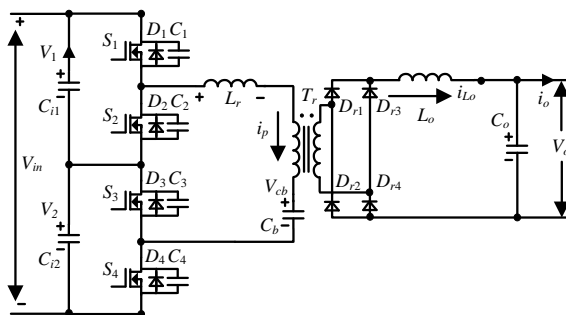 S1 D1 C1
V1
Ci1
Lr
S2 D2 C2
Vin
Tr
Dr1 Dr3
iLo
io
Lo
Co
ip
Vcb
Cb
V2
Ci2
S3 D3 C3
Dr2 Dr4
S4 D4 C4